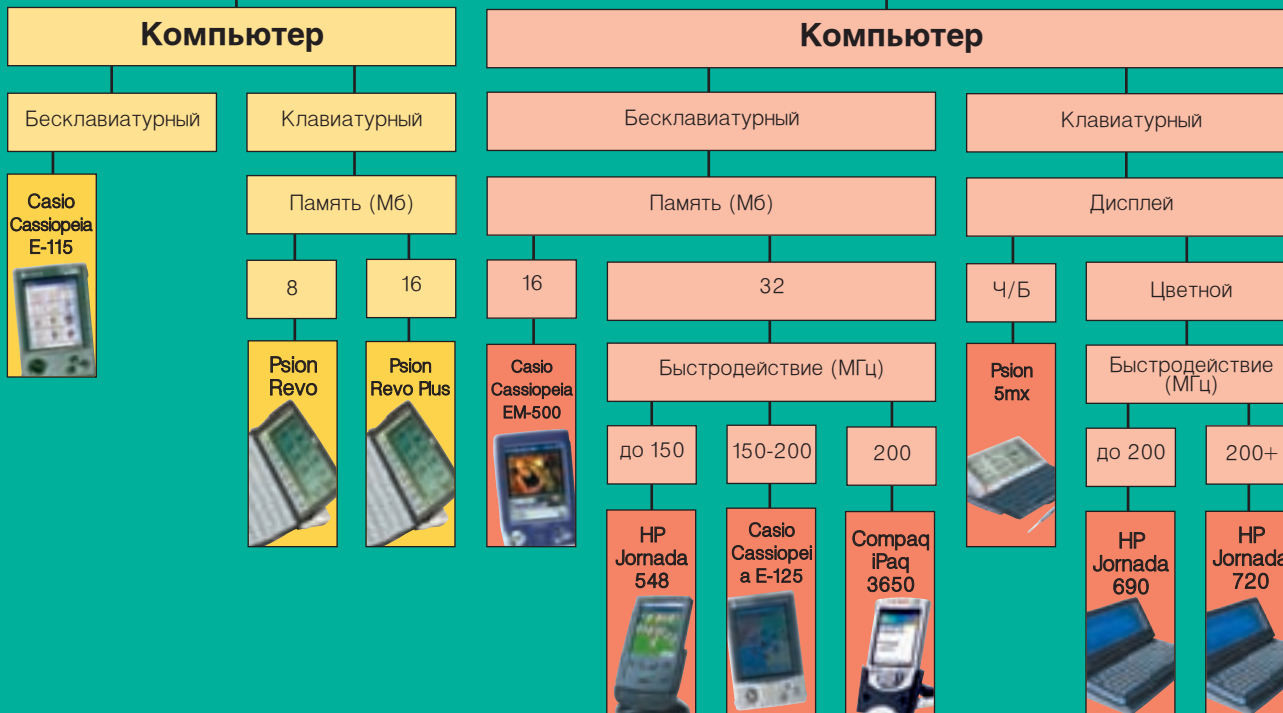 Компьютер
Компьютер
Бесклавиатурный
Клавиатурный
Бесклавиатурный
Клавиатурный
Casio
Cassiopeia
E-115
Память (Мб)
Память (Мб)
Дисплей
8
16
16
32
Ч/Б
Цветной
Psion
Revo
Psion
Revo Plus
Casio
Cassiopeia
EM-500
Быстродействие (МГц)
Psion
5mx
Быстродействие
(МГц)
до 150
150-200
200
до 200
200+
HP
Jornada
548
Casio
Cassiopei
a E-125
Compaq
iPaq
3650
HP
Jornada
690
HP
Jornada
720